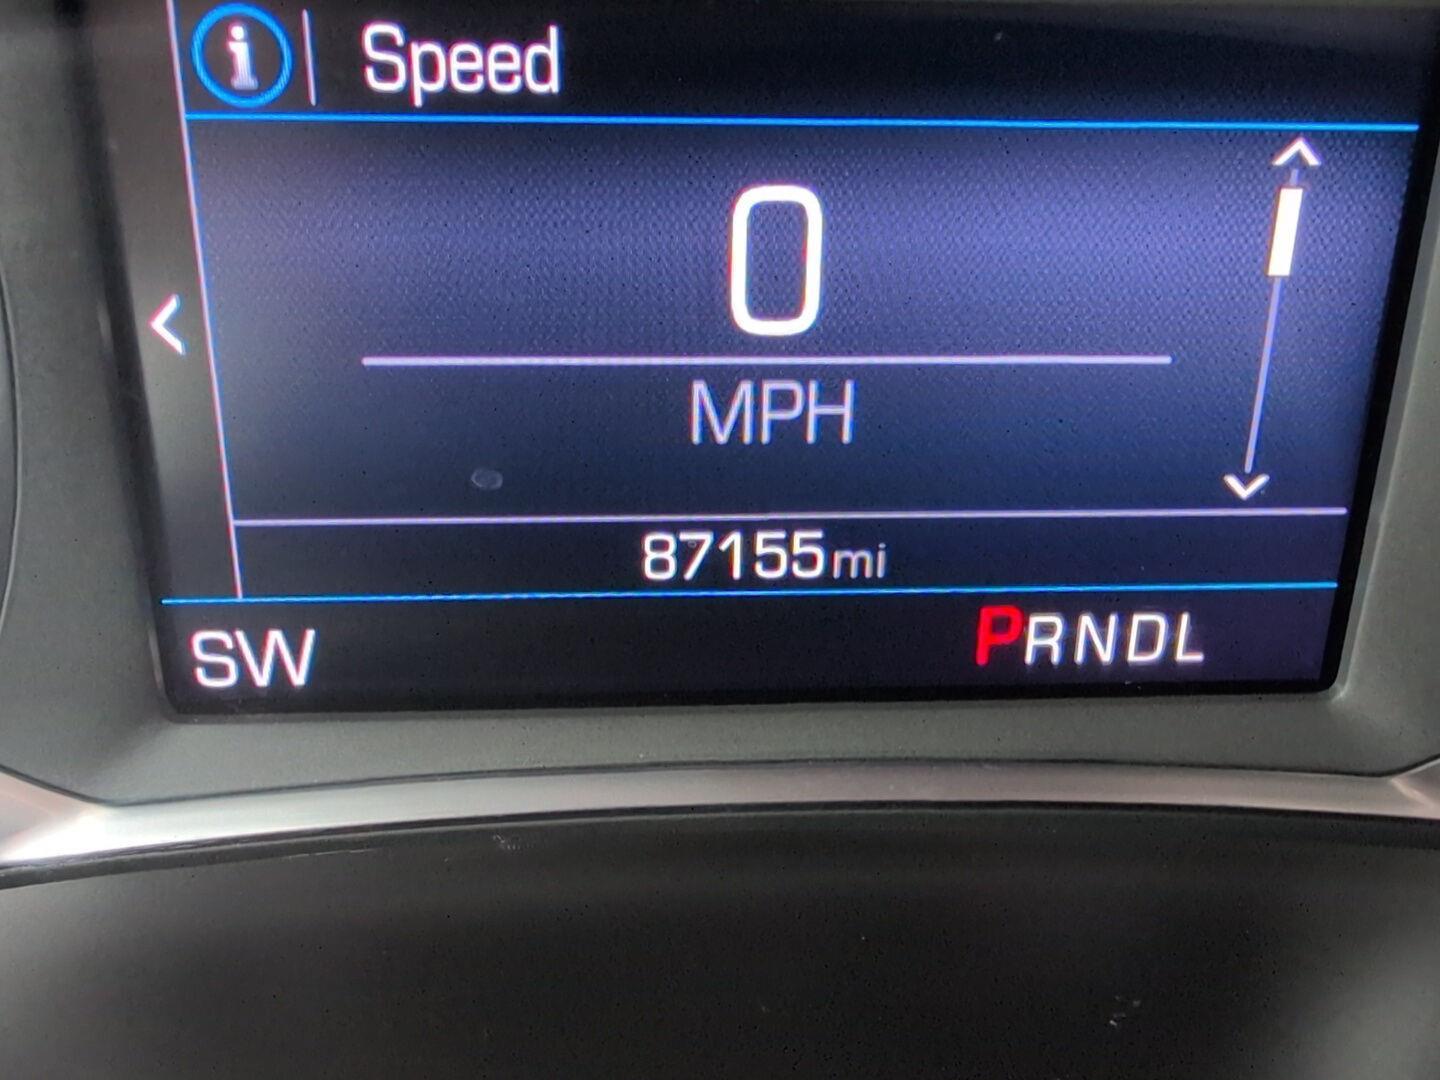 i | Speed
0
MPH
87155mi
SW PRNDL